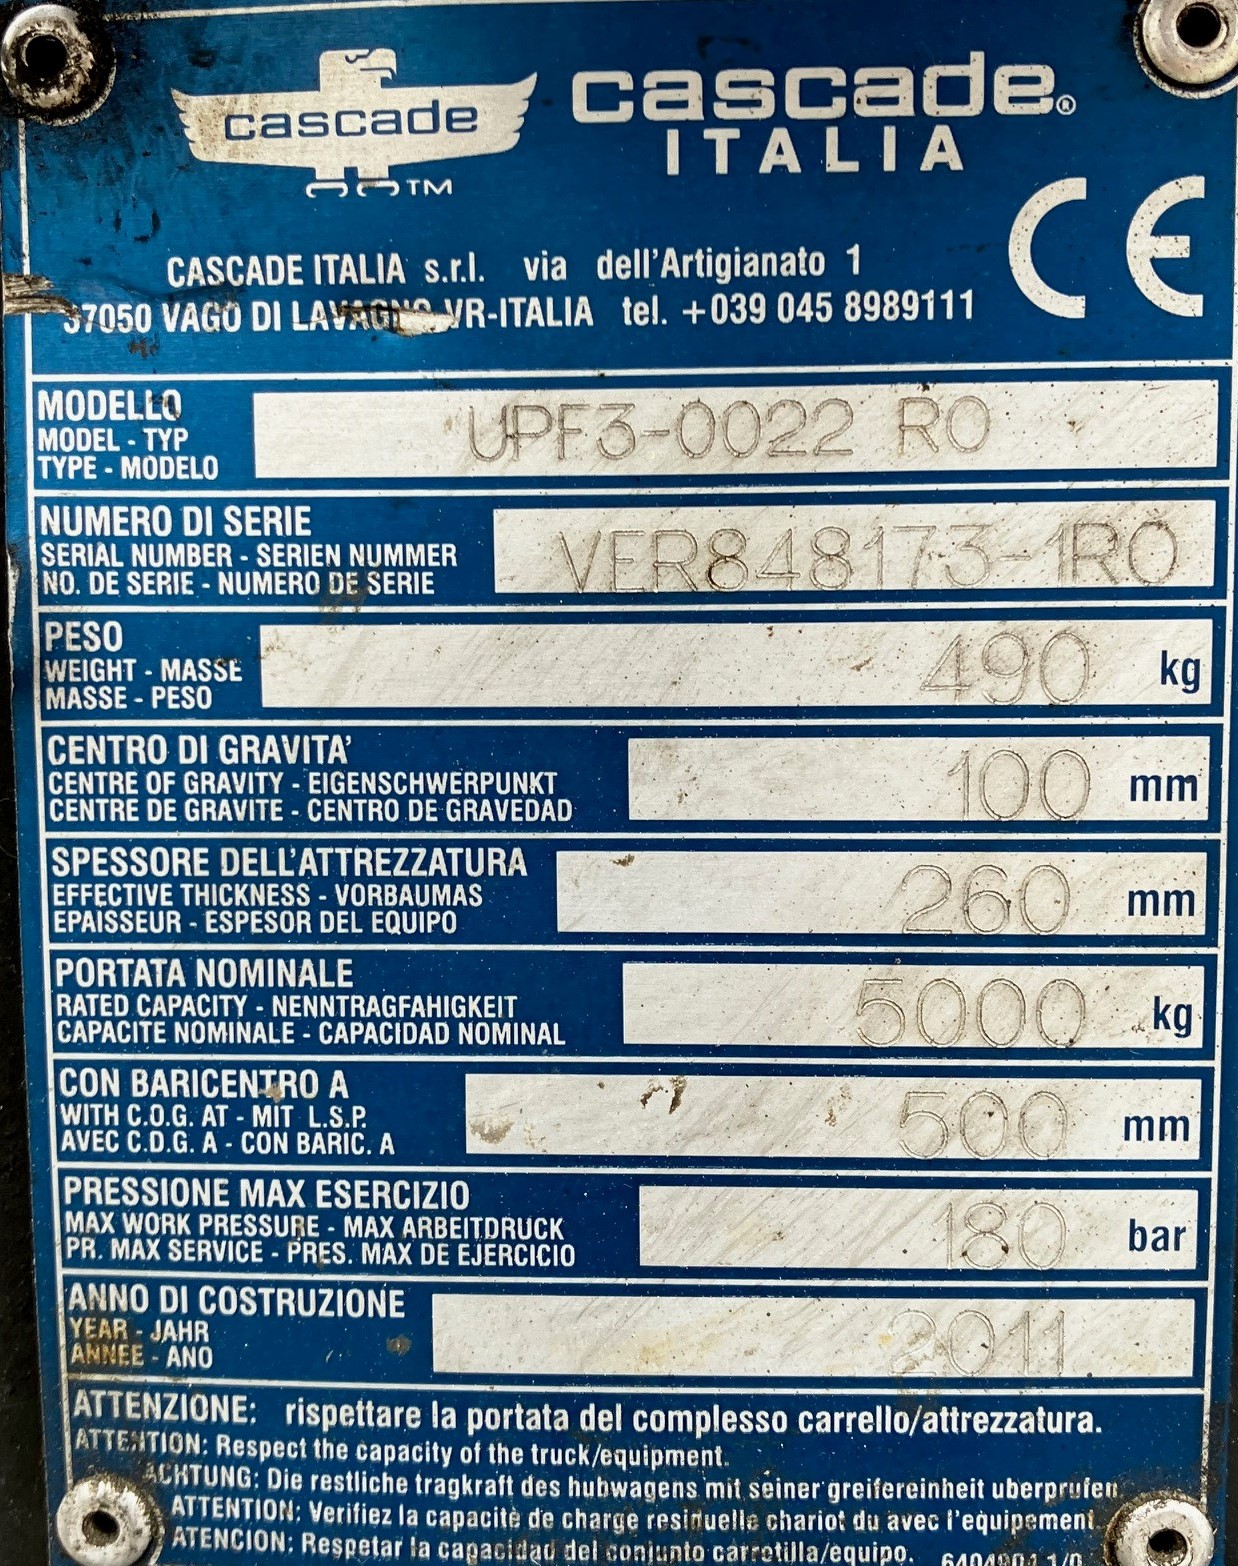 cascade
TM
cascade®
ITALIA
CE
CASCADE ITALIA s.r.l. via dell'Artigianato 1
37050 VAGO DI LAVAGNO VR-ITALIA tel. +039 045 8989111
MODELLO
MODEL - TYP
TYPE - MODELO
UPF3-0022 R0
NUMERO DI SERIE
SERIAL NUMBER - SERIEN NUMMER
NO. DE SERIE - NUMERO DE SERIE
VER848173-1R0
PESO
WEIGHT - MASSE
MASSE - PESO
490 kg
CENTRO DI GRAVITA'
CENTRE OF GRAVITY - EIGENSCHWERPUNKT
CENTRE DE GRAVITE - CENTRO DE GRAVEDAD
100 mm
SPESSORE DELL'ATTREZZATURA
EFFECTIVE THICKNESS - VORBAUMAS
EPAISSEUR - ESPESOR DEL EQUIPO
260 mm
PORTATA NOMINALE
RATED CAPACITY - NENNTRAGFAHIGKEIT
CAPACITE NOMINALE - CAPACIDAD NOMINAL
5000 kg
CON BARICENTRO A
WITH C.O.G. AT - MIT L.S.P.
AVEC C.D.G. A - CON BARIC. A
500 mm
PRESSIONE MAX ESERCIZIO
MAX WORK PRESSURE - MAX ARBEITDRUCK
PR. MAX SERVICE - PRES. MAX DE EJERCICIO
180 bar
ANNO DI COSTRUZIONE
YEAR - JAHR
ANNEE - ANO
2011
ATTENZIONE: rispettare la portata del complesso carrello/attrezzatura.
ATTENTION: Respect the capacity of the truck/equipment.
ACHTUNG: Die restliche tragkraft des hubwagens mit seiner greifereinheit uberprufen
ATTENTION: Verifiez la capacite de charge residuelle chariot du avec l'equipement
ATENCION: Respetar la capacidad del conjunto carretilla/equipo.